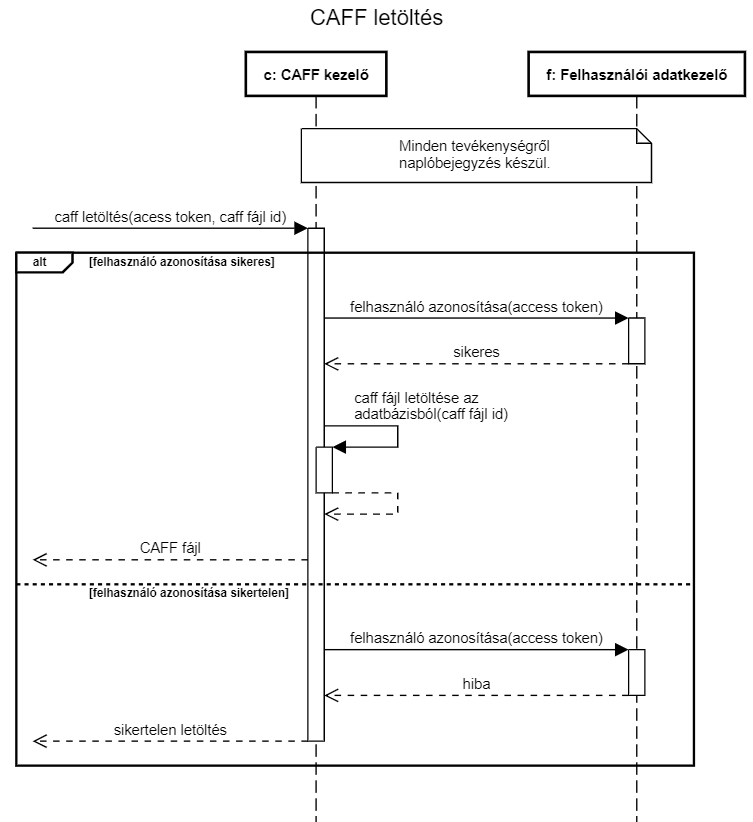 CAFF letöltés
c: CAFF kezelő
f: Felhasználói adatkezelő
Minden tevékenységről
naplóbejegyzés készül.
caff letöltés(acess token, caff fájl id)
alt
[felhasználó azonosítása sikeres]
felhasználó azonosítása(access token)
sikeres
caff fájl letöltése az
adatbázisból(caff fájl id)
CAFF fájl
[felhasználó azonosítása sikertelen]
felhasználó azonosítása(access token)
hiba
sikertelen letöltés